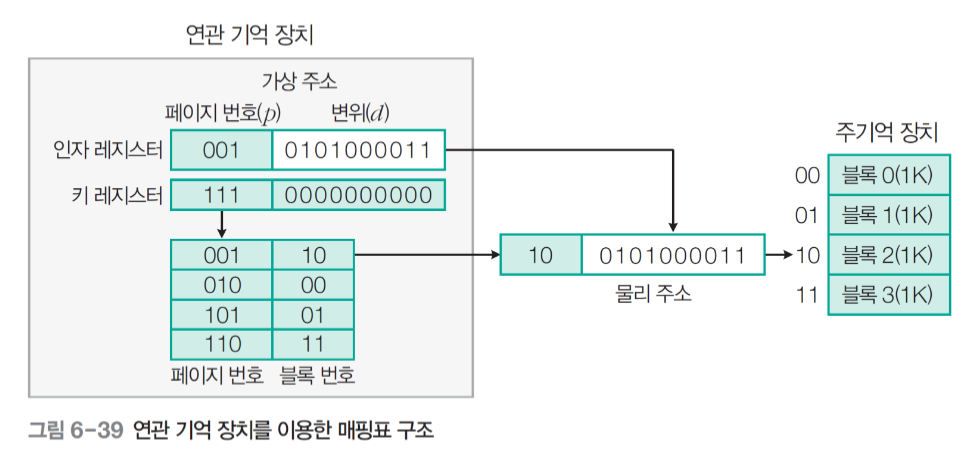 연관 기억 장치
가상 주소
페이지 번호(p) 변위(d)
인자 레지스터 001 0101000011
키 레지스터 111 0000000000
001 10
010 00
101 01
110 11
페이지 번호 블록 번호
10 0101000011
물리 주소
주기억 장치
00 블록 0(1K)
01 블록 1(1K)
10 블록 2(1K)
11 블록 3(1K)
그림 6-39 연관 기억 장치를 이용한 매핑표 구조